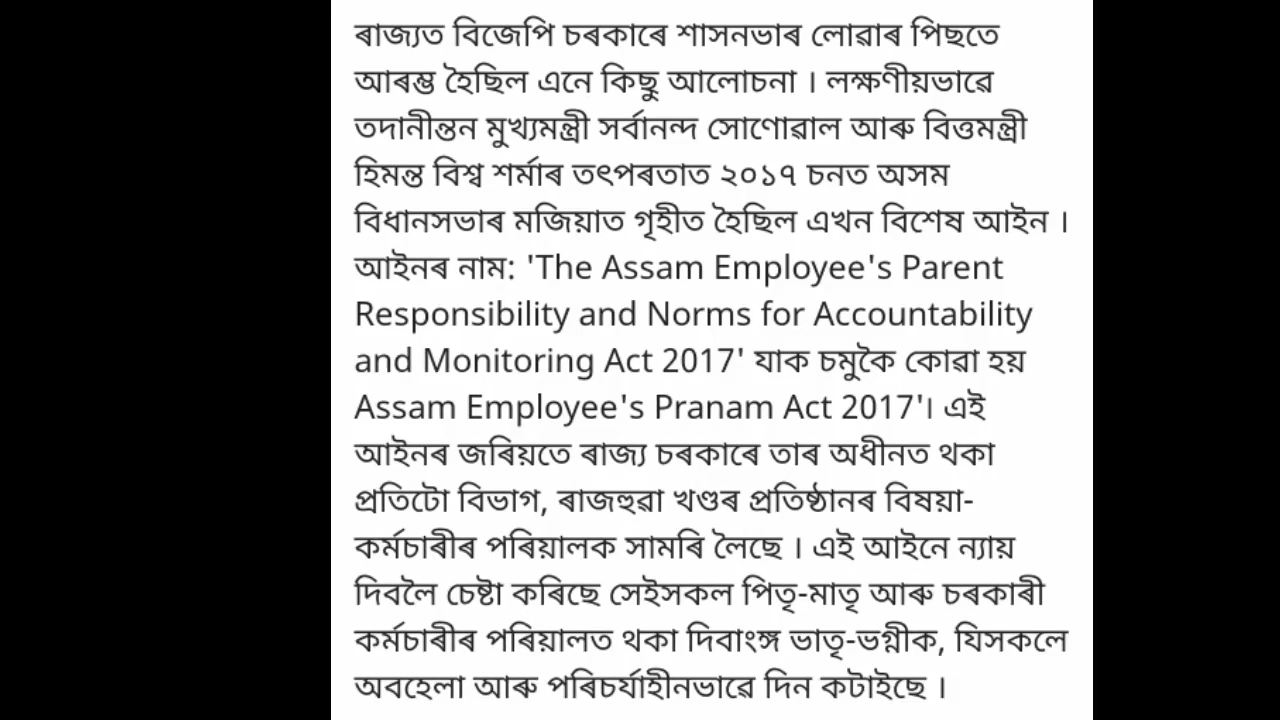 ৰাজ্যত বিজেপি চৰকাৰে শাসনভাৰ লোৱাৰ পিছতে
আৰম্ভ হৈছিল এনে কিছু আলোচনা । লক্ষণীয়ভাৱে
তদানীন্তন মুখ্যমন্ত্ৰী সৰ্বানন্দ সোণোৱাল আৰু বিত্তমন্ত্ৰী
হিমন্ত বিশ্ব শৰ্মাৰ তৎপৰতাত ২০১৭ চনত অসম
বিধানসভাৰ মজিয়াত গৃহীত হৈছিল এখন বিশেষ আইন ।
আইনৰ নাম: 'The Assam Employee's Parent
Responsibility and Norms for Accountability
and Monitoring Act 2017' যাক চমুকৈ কোৱা হয়
Assam Employee's Pranam Act 2017'। এই
আইনৰ জৰিয়তে ৰাজ্য চৰকাৰে তাৰ অধীনত থকা
প্ৰতিটো বিভাগ, ৰাজহুৱা খণ্ডৰ প্ৰতিষ্ঠানৰ বিষয়া-
কৰ্মচাৰীৰ পৰিয়ালক সামৰি লৈছে । এই আইনে ন্যায়
দিবলৈ চেষ্টা কৰিছে সেইসকল পিতৃ-মাতৃ আৰু চৰকাৰী
কৰ্মচাৰীৰ পৰিয়ালত থকা দিবাংঙ্গ ভাতৃ-ভগ্নীক, যিসকলে
অবহেলা আৰু পৰিচৰ্যাহীনভাৱে দিন কটাইছে ।